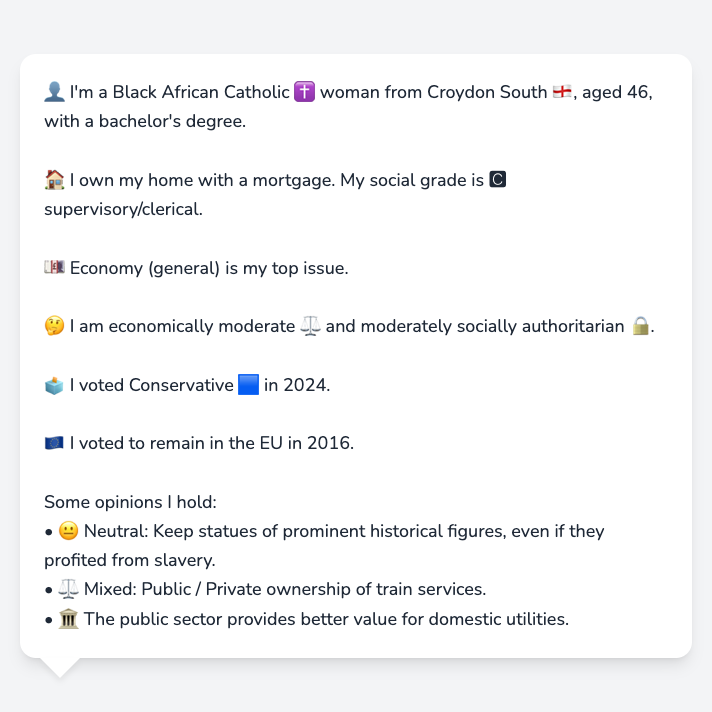 👤 I'm a Black African Catholic ✝️ woman from Croydon South 🏴󠁧󠁢󠁥󠁮󠁧󠁿, aged 46,
with a bachelor's degree.
🏠 I own my home with a mortgage. My social grade is 🅲
supervisory/clerical.
💷 Economy (general) is my top issue.
🤔 I am economically moderate ⚖️ and moderately socially authoritarian 🔒.
🗳️ I voted Conservative 🟦 in 2024.
🇪🇺 I voted to remain in the EU in 2016.
Some opinions I hold:
• 😐 Neutral: Keep statues of prominent historical figures, even if they
profited from slavery.
• ⚖️ Mixed: Public / Private ownership of train services.
• 🏛️ The public sector provides better value for domestic utilities.